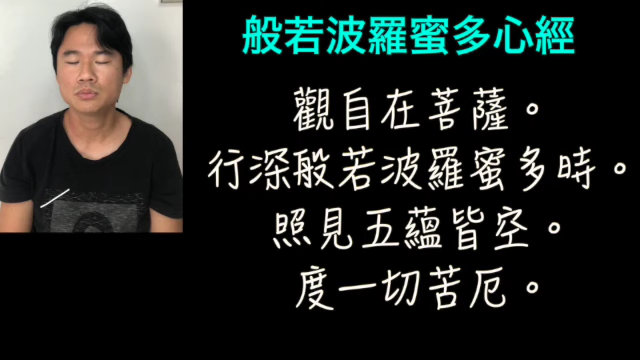 般若波羅蜜多心經
觀自在菩薩。
行深般若波羅蜜多時。
照見五蘊皆空。
度一切苦厄。